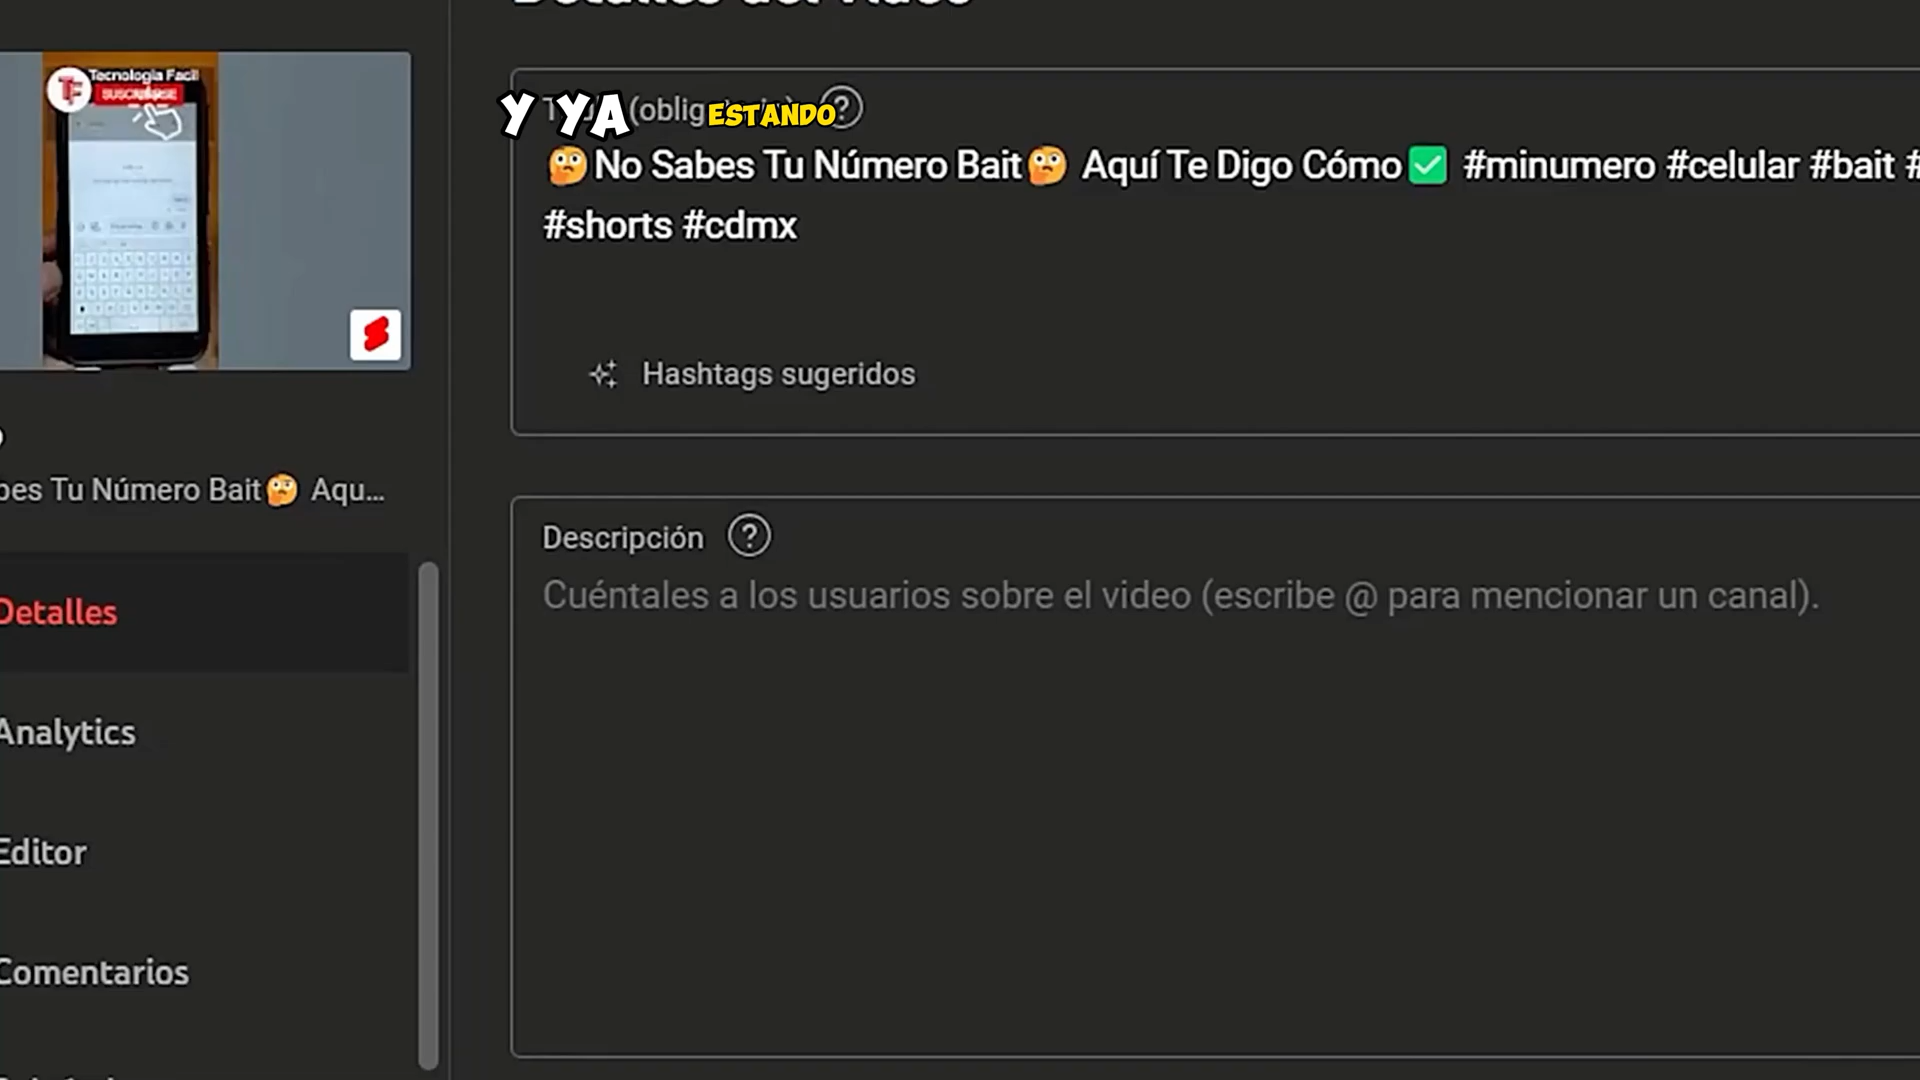 Detalles del video
Tecnologia Facil
SUSCRIBIRSE
Y YA ESTANDO
🤔No Sabes Tu Número Bait🤔 Aquí Te Digo Cómo✅ #minumero #celular #bait #
#shorts #cdmx
Hashtags sugeridos
bes Tu Número Bait🤔 Aqu...
Descripción
Cuéntales a los usuarios sobre el video (escribe @ para mencionar un canal).
Detalles
Analytics
Editor
Comentarios